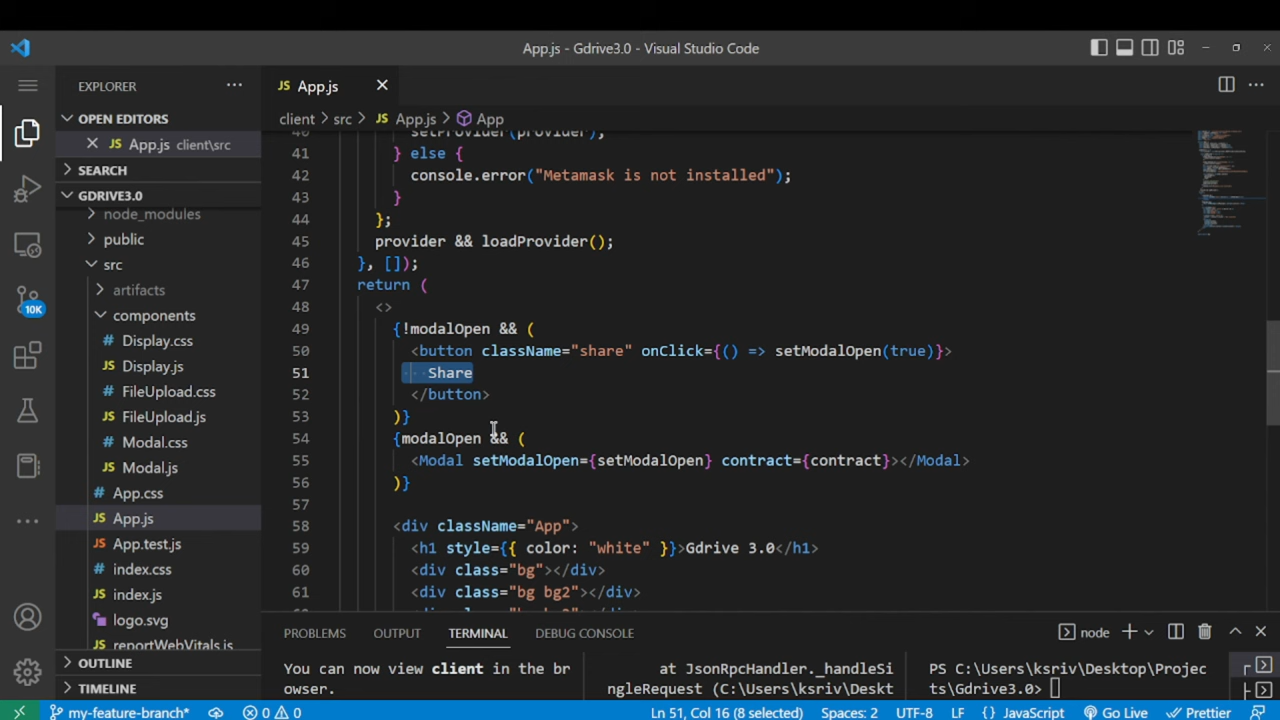 App.js - Gdrive3.0 - Visual Studio Code
EXPLORER
OPEN EDITORS
App.js client\src
SEARCH
GDRIVE3.0
node_modules
public
src
artifacts
components
Display.css
Display.js
FileUpload.css
FileUpload.js
Modal.css
Modal.js
App.css
App.js
App.test.js
index.css
index.js
logo.svg
reportWebVitals.js
OUTLINE
TIMELINE
10K
JS App.js
client > src > JS App.js > App
40 setProvider(provider);
41 } else {
42 console.error("Metamask is not installed");
43 }
44 };
45 provider && loadProvider();
46 }, []);
47 return (
48 <>
49 {!modalOpen && (
50 <button className="share" onClick={() => setModalOpen(true)}>
51 Share
52 </button>
53 )}
54 {modalOpen && (
55 <Modal setModalOpen={setModalOpen} contract={contract}></Modal>
56 )}
57
58 <div className="App">
59 <h1 style={{ color: "white" }}>Gdrive 3.0</h1>
60 <div class="bg"></div>
61 <div class="bg bg2"></div>
PROBLEMS OUTPUT TERMINAL DEBUG CONSOLE
node
You can now view client in the br
owser.
at JsonRpcHandler._handleSi
ngleRequest (C:\Users\ksriv\Deskt
PS C:\Users\ksriv\Desktop\Projec
ts\Gdrive3.0>
my-feature-branch* 0 0 Ln 51, Col 16 (8 selected) Spaces: 2 UTF-8 LF {} JavaScript Go Live Prettier